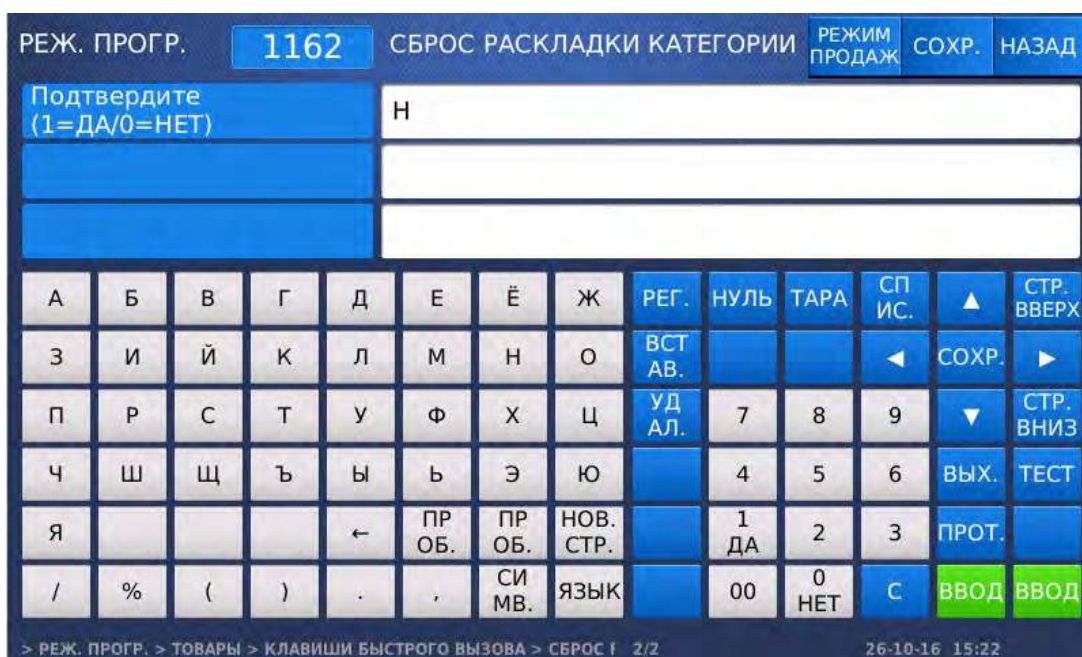 РЕЖ. ПРОГР. 1162 СБРОС РАСКЛАДКИ КАТЕГОРИИ РЕЖИМ ПРОДАЖ СОХР. НАЗАД
Подтвердите
(1=ДА/0=НЕТ)
Н
А Б В Г Д Е Ё Ж РЕГ. НУЛЬ ТАРА СП ИС. ▲ СТР. ВВЕРХ
З И Й К Л М Н О ВСТ АВ. ◀ СОХР. ▶
П Р С Т У Ф Х Ц УД АЛ. 7 8 9 ▼ СТР. ВНИЗ
Ч Ш Щ Ъ Ы Ь Э Ю 4 5 6 ВЫХ. ТЕСТ
Я ← ПР ОБ. ПР ОБ. НОВ. СТР. 1 ДА 2 3 ПРОТ.
/ % ( ) . , СИ МВ. ЯЗЫК 00 0 НЕТ С ВВОД ВВОД
> РЕЖ. ПРОГР. > ТОВАРЫ > КЛАВИШИ БЫСТРОГО ВЫЗОВА > СБРОС 2/2 26-10-16 15:22